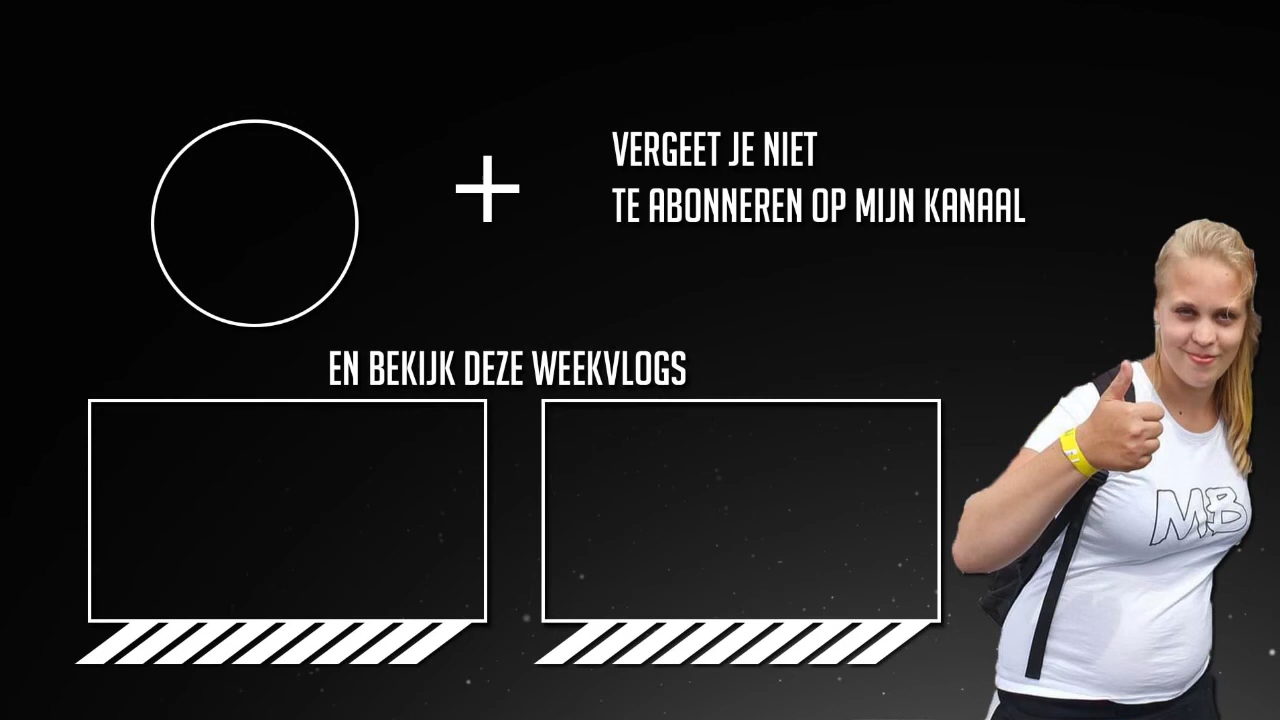 VERGEET JE NIET
TE ABONNEREN OP MIJN KANAAL
EN BEKIJK DEZE WEEKVLOGS
MB